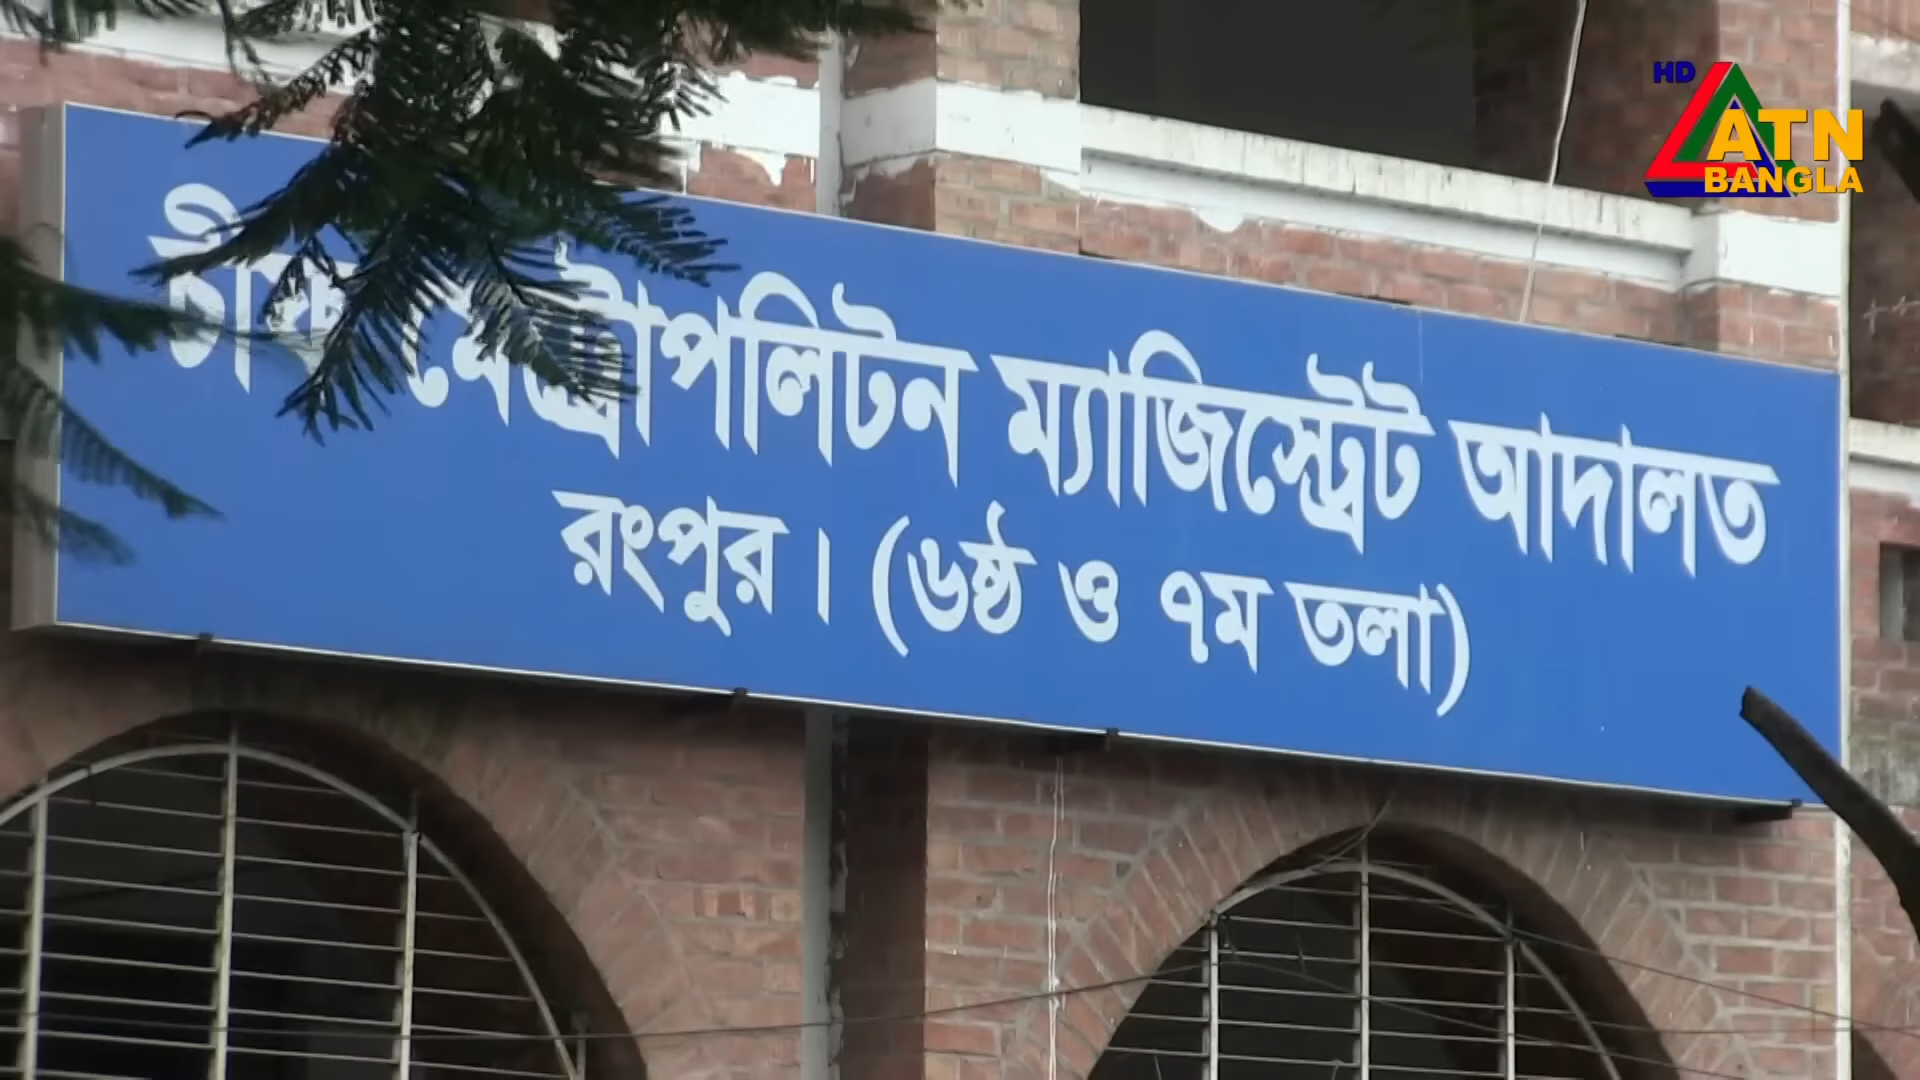 HD
ATN
BANGLA
চীফ মেট্রোপলিটন ম্যাজিস্ট্রেট আদালত
রংপুর। (৬ষ্ঠ ও ৭ম তলা)